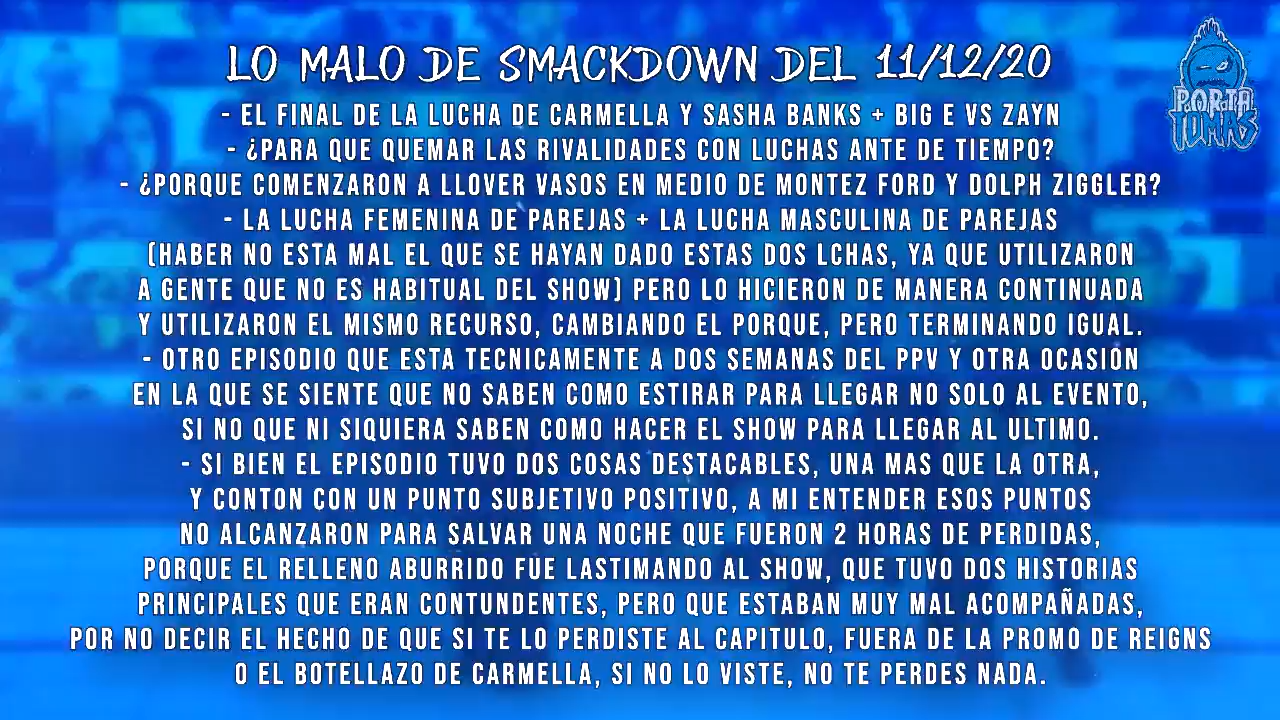 LO MALO DE SMACKDOWN DEL 11/12/20
PORTA
TOMAS
- EL FINAL DE LA LUCHA DE CARMELLA Y SASHA BANKS + BIG E VS ZAYN
- ¿PARA QUE QUEMAR LAS RIVALIDADES CON LUCHAS ANTE DE TIEMPO?
- ¿PORQUE COMENZARON A LLOVER VASOS EN MEDIO DE MONTEZ FORD Y DOLPH ZIGGLER?
- LA LUCHA FEMENINA DE PAREJAS + LA LUCHA MASCULINA DE PAREJAS
(HABER NO ESTA MAL EL QUE SE HAYAN DADO ESTAS DOS LCHAS, YA QUE UTILIZARON
A GENTE QUE NO ES HABITUAL DEL SHOW) PERO LO HICIERON DE MANERA CONTINUADA
Y UTILIZARON EL MISMO RECURSO, CAMBIANDO EL PORQUE, PERO TERMINANDO IGUAL.
- OTRO EPISODIO QUE ESTA TECNICAMENTE A DOS SEMANAS DEL PPV Y OTRA OCASIÓN
EN LA QUE SE SIENTE QUE NO SABEN COMO ESTIRAR PARA LLEGAR NO SOLO AL EVENTO,
SI NO QUE NI SIQUIERA SABEN COMO HACER EL SHOW PARA LLEGAR AL ULTIMO.
- SI BIEN EL EPISODIO TUVO DOS COSAS DESTACABLES, UNA MAS QUE LA OTRA,
Y CONTON CON UN PUNTO SUBJETIVO POSITIVO, A MI ENTENDER ESOS PUNTOS
NO ALCANZARON PARA SALVAR UNA NOCHE QUE FUERON 2 HORAS DE PERDIDAS,
PORQUE EL RELLENO ABURRIDO FUE LASTIMANDO AL SHOW, QUE TUVO DOS HISTORIAS
PRINCIPALES QUE ERAN CONTUNDENTES, PERO QUE ESTABAN MUY MAL ACOMPAÑADAS,
POR NO DECIR EL HECHO DE QUE SI TE LO PERDISTE AL CAPITULO, FUERA DE LA PROMO DE REIGNS
O EL BOTELLAZO DE CARMELLA, SI NO LO VISTE, NO TE PERDES NADA.